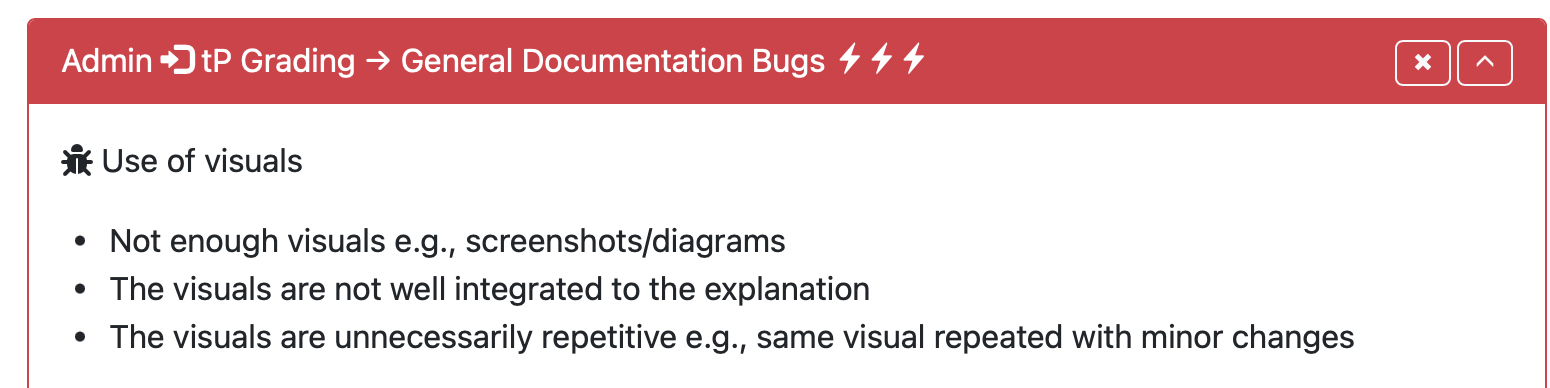 Admin tP Grading → General Documentation Bugs
Use of visuals
• Not enough visuals e.g., screenshots/diagrams
• The visuals are not well integrated to the explanation
• The visuals are unnecessarily repetitive e.g., same visual repeated with minor changes